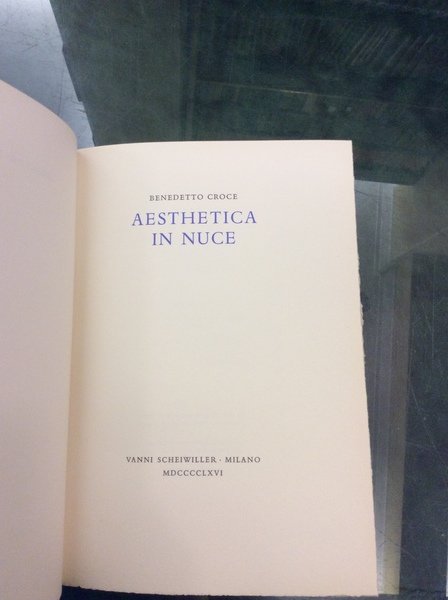 BENEDETTO CROCE
AESTHETICA
IN NUCE
VANNI SCHEIWILLER · MILANO
MDCCCCLXVI